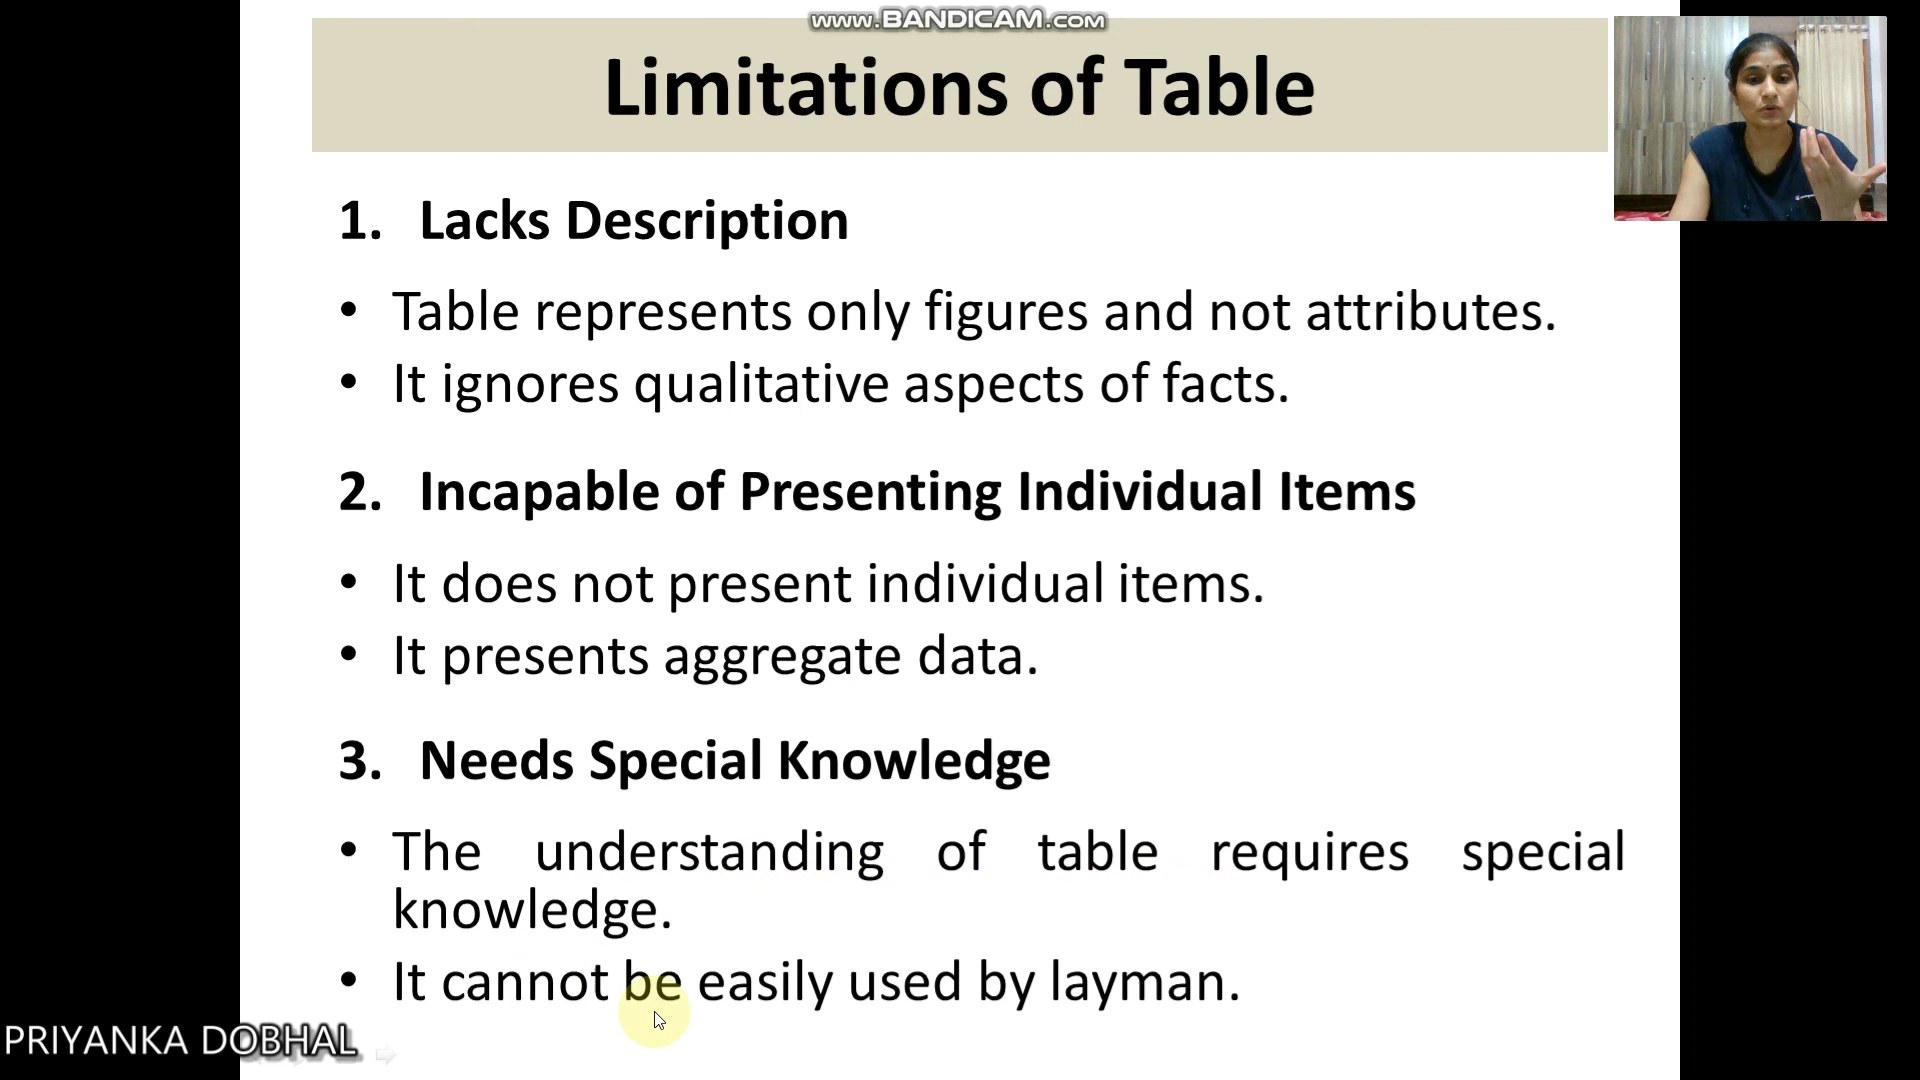 www.BANDICAM.com
Limitations of Table
1. Lacks Description
• Table represents only figures and not attributes.
• It ignores qualitative aspects of facts.
2. Incapable of Presenting Individual Items
• It does not present individual items.
• It presents aggregate data.
3. Needs Special Knowledge
• The understanding of table requires special
knowledge.
• It cannot be easily used by layman.
PRIYANKA DOBHAL